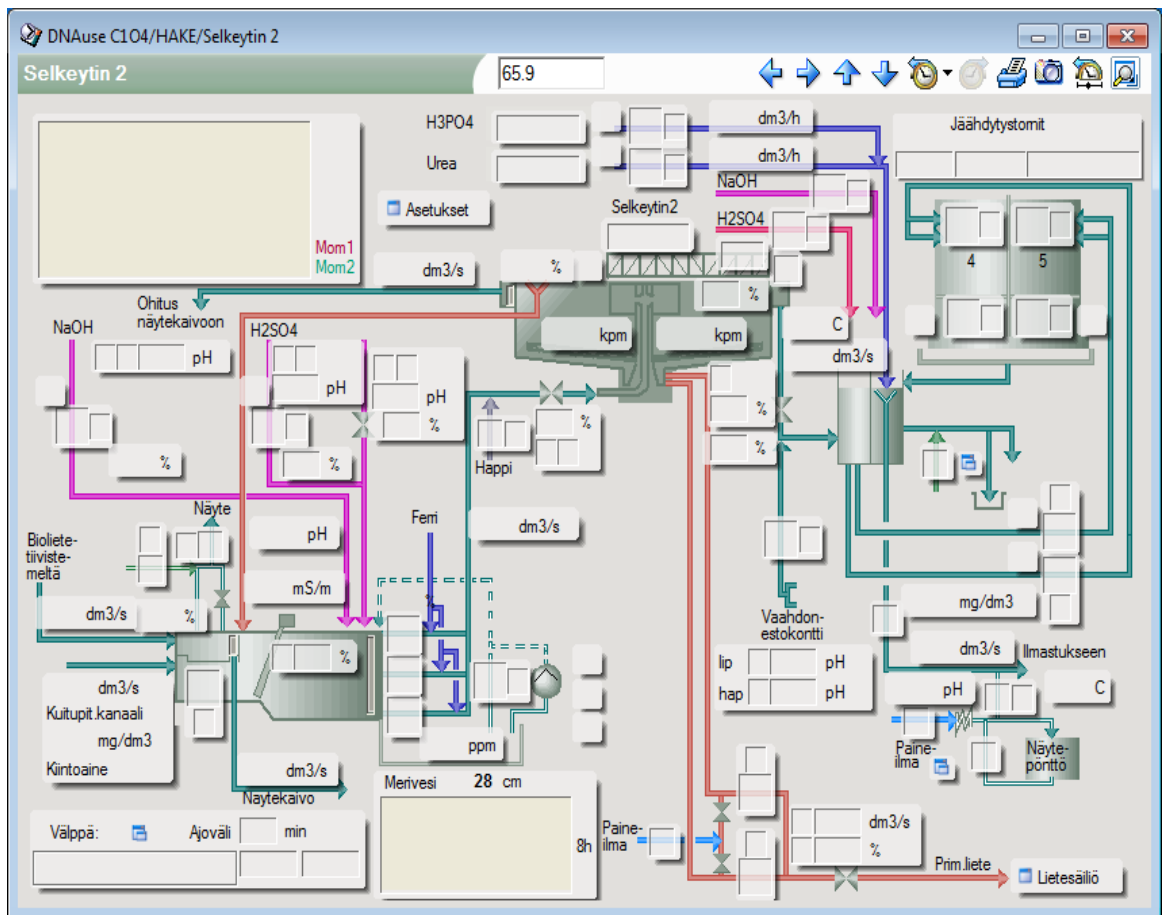 DNAuse C1O4/HAKE/Selkeytin 2
Selkeytin 2
65.9
H3PO4
dm3/h
Jäähdytystornit
Urea
dm3/h
NaOH
Asetukset
Selkeytin2
H2SO4
Mom1
Mom2
4
5
dm3/s
%
%
Ohitus
näytekaivoon
NaOH
H2SO4
pH
kpm
kpm
C
dm3/s
pH
pH
%
%
%
%
%
%
Happi
Näyte
Ferri
dm3/s
pH
Bioliete-
tiiviste-
meltä
mS/m
dm3/s
%
%
%
mg/dm3
Vaahdon-
estokontti
dm3/s
Ilmastukseen
lip
pH
hap
pH
pH
C
dm3/s
Kuitupit.kanaali
mg/dm3
Kiintoaine
ppm
Paine-
ilma
Näyte-
pönttö
dm3/s
Näytekaivo
Merivesi 28 cm
8h
Välppä:
Ajoväli
min
Paine-
ilma
dm3/s
%
Prim.liete
Lietesäiliö